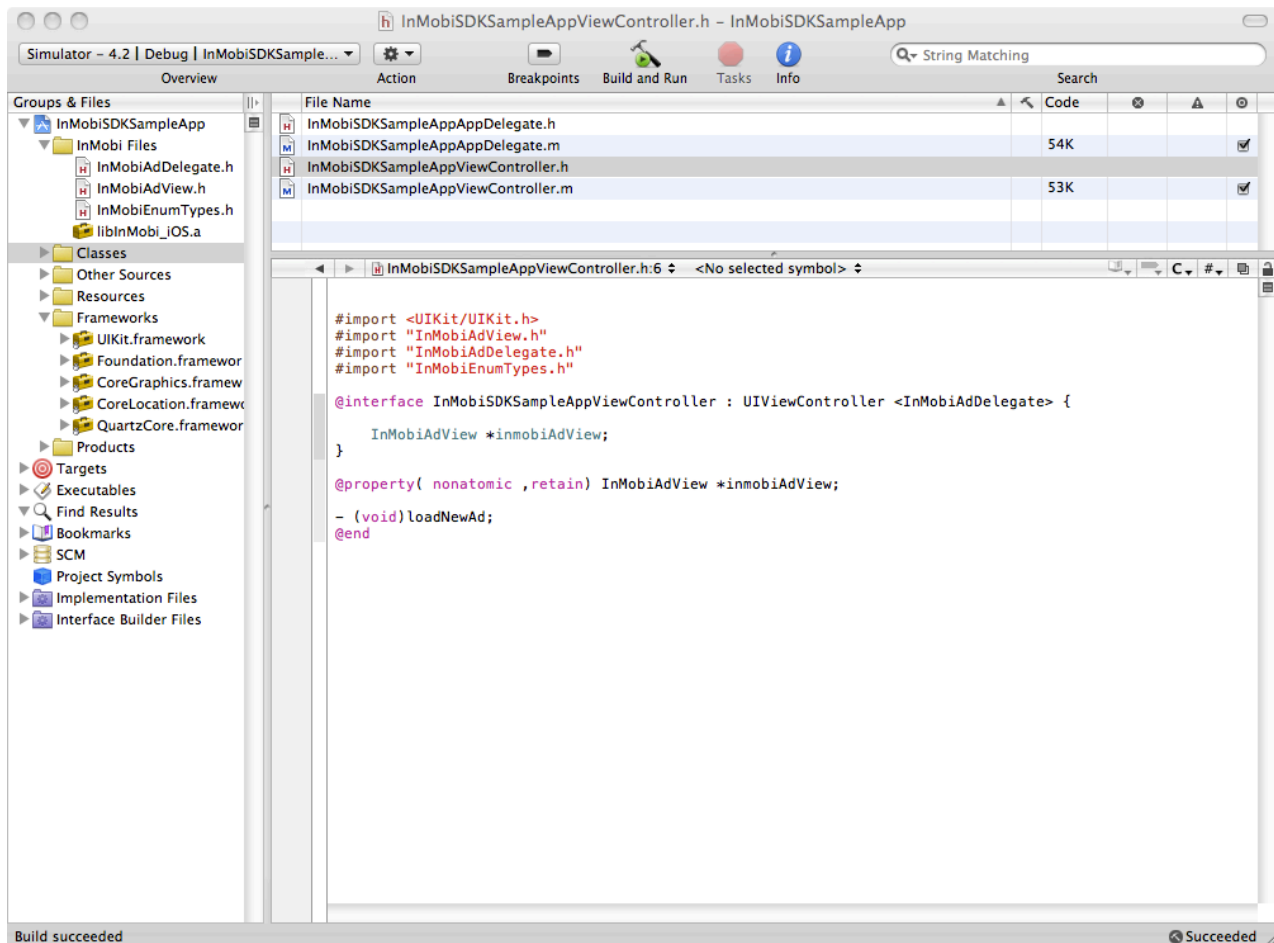 InMobiSDKSampleAppViewController.h – InMobiSDKSampleApp
Simulator – 4.2 | Debug | InMobiSDKSample...
String Matching
Overview
Action
Breakpoints
Build and Run
Tasks
Info
Search
Groups & Files
InMobiSDKSampleApp
InMobi Files
InMobiAdDelegate.h
InMobiAdView.h
InMobiEnumTypes.h
libInMobi_iOS.a
Classes
Other Sources
Resources
Frameworks
UIKit.framework
Foundation.framewor
CoreGraphics.framew
CoreLocation.framewo
QuartzCore.framewor
Products
Targets
Executables
Find Results
Bookmarks
SCM
Project Symbols
Implementation Files
Interface Builder Files
File Name
Code
InMobiSDKSampleAppAppDelegate.h
InMobiSDKSampleAppAppDelegate.m 54K
InMobiSDKSampleAppViewController.h
InMobiSDKSampleAppViewController.m 53K
InMobiSDKSampleAppViewController.h:6 <No selected symbol> C #
#import <UIKit/UIKit.h>
#import "InMobiAdView.h"
#import "InMobiAdDelegate.h"
#import "InMobiEnumTypes.h"
@interface InMobiSDKSampleAppViewController : UIViewController <InMobiAdDelegate> {
InMobiAdView *inmobiAdView;
}
@property( nonatomic ,retain) InMobiAdView *inmobiAdView;
- (void)loadNewAd;
@end
Build succeeded
Succeeded